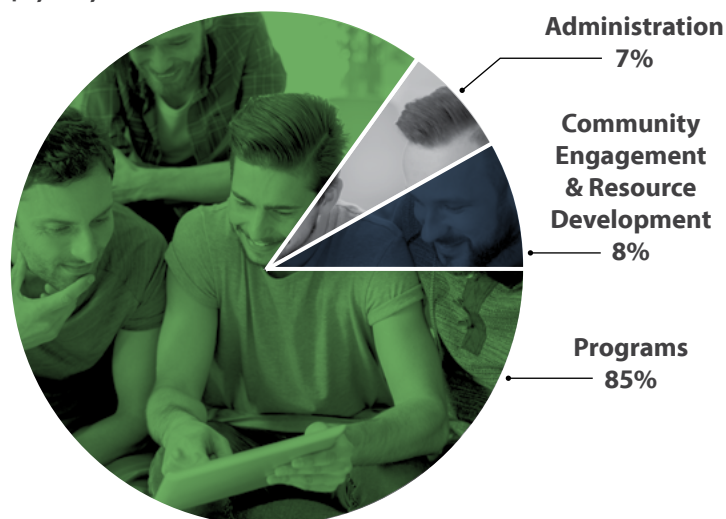 Administration
7%
Community
Engagement
& Resource
Development
8%
Programs
85%